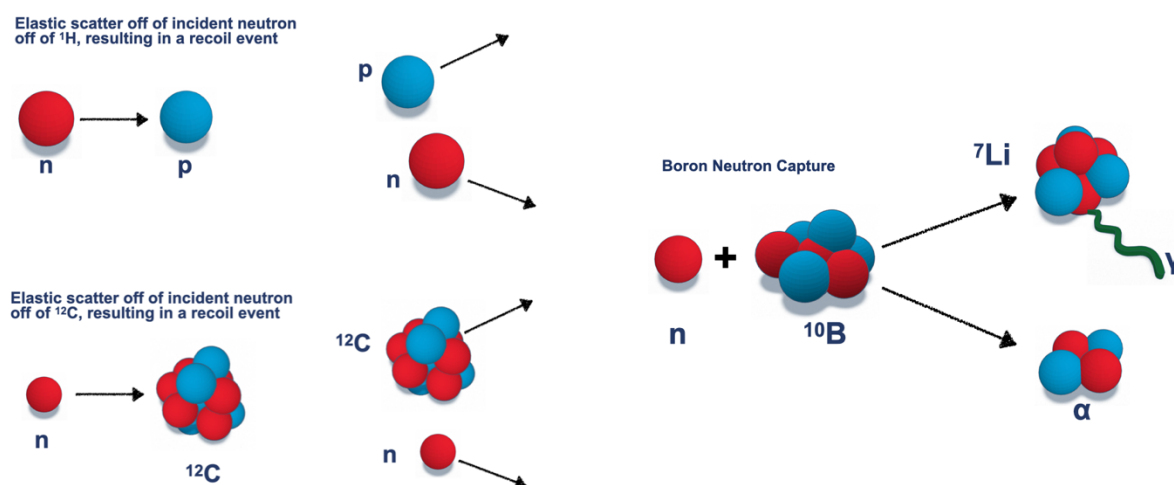 Elastic scatter off of incident neutron
off of ¹H, resulting in a recoil event
n
p
p
n
Elastic scatter off of incident neutron
off of ¹²C, resulting in a recoil event
n
¹²C
¹²C
n
Boron Neutron Capture
n
+
¹⁰B
⁷Li
γ
α